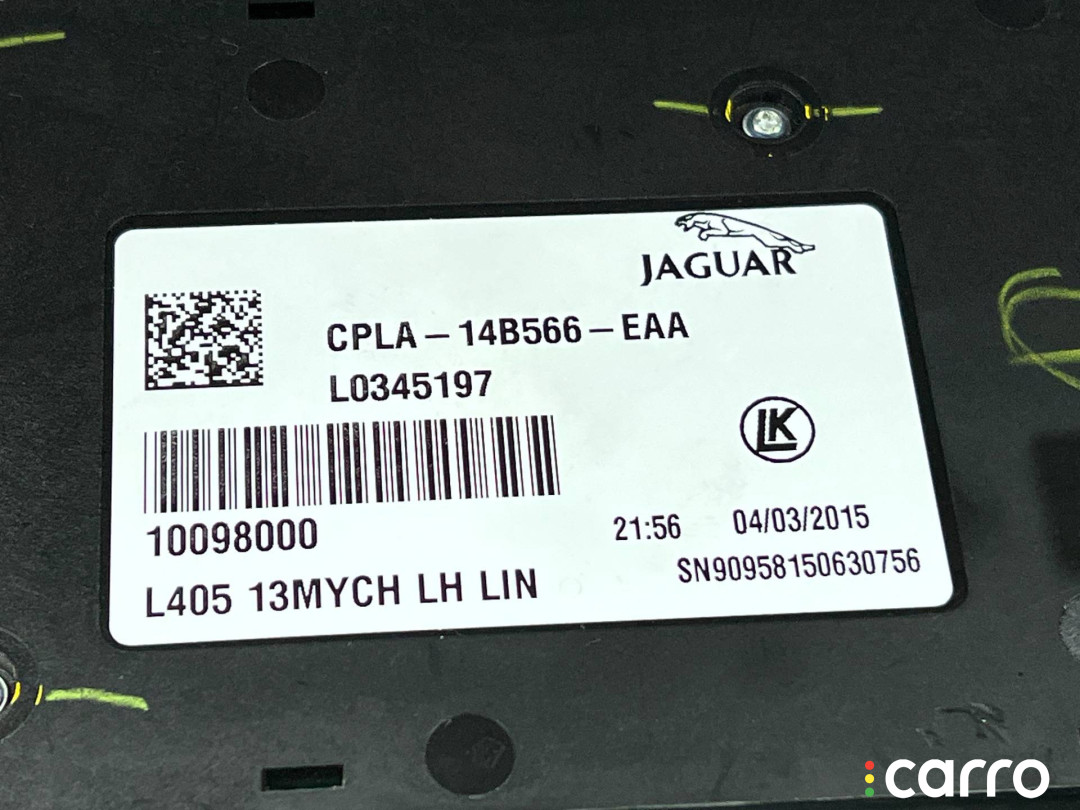 JAGUAR
CPLA-14B566-EAA
L0345197
LK
10098000
21:56 04/03/2015
SN90958150630756
L405 13MYCH LH LIN
carro